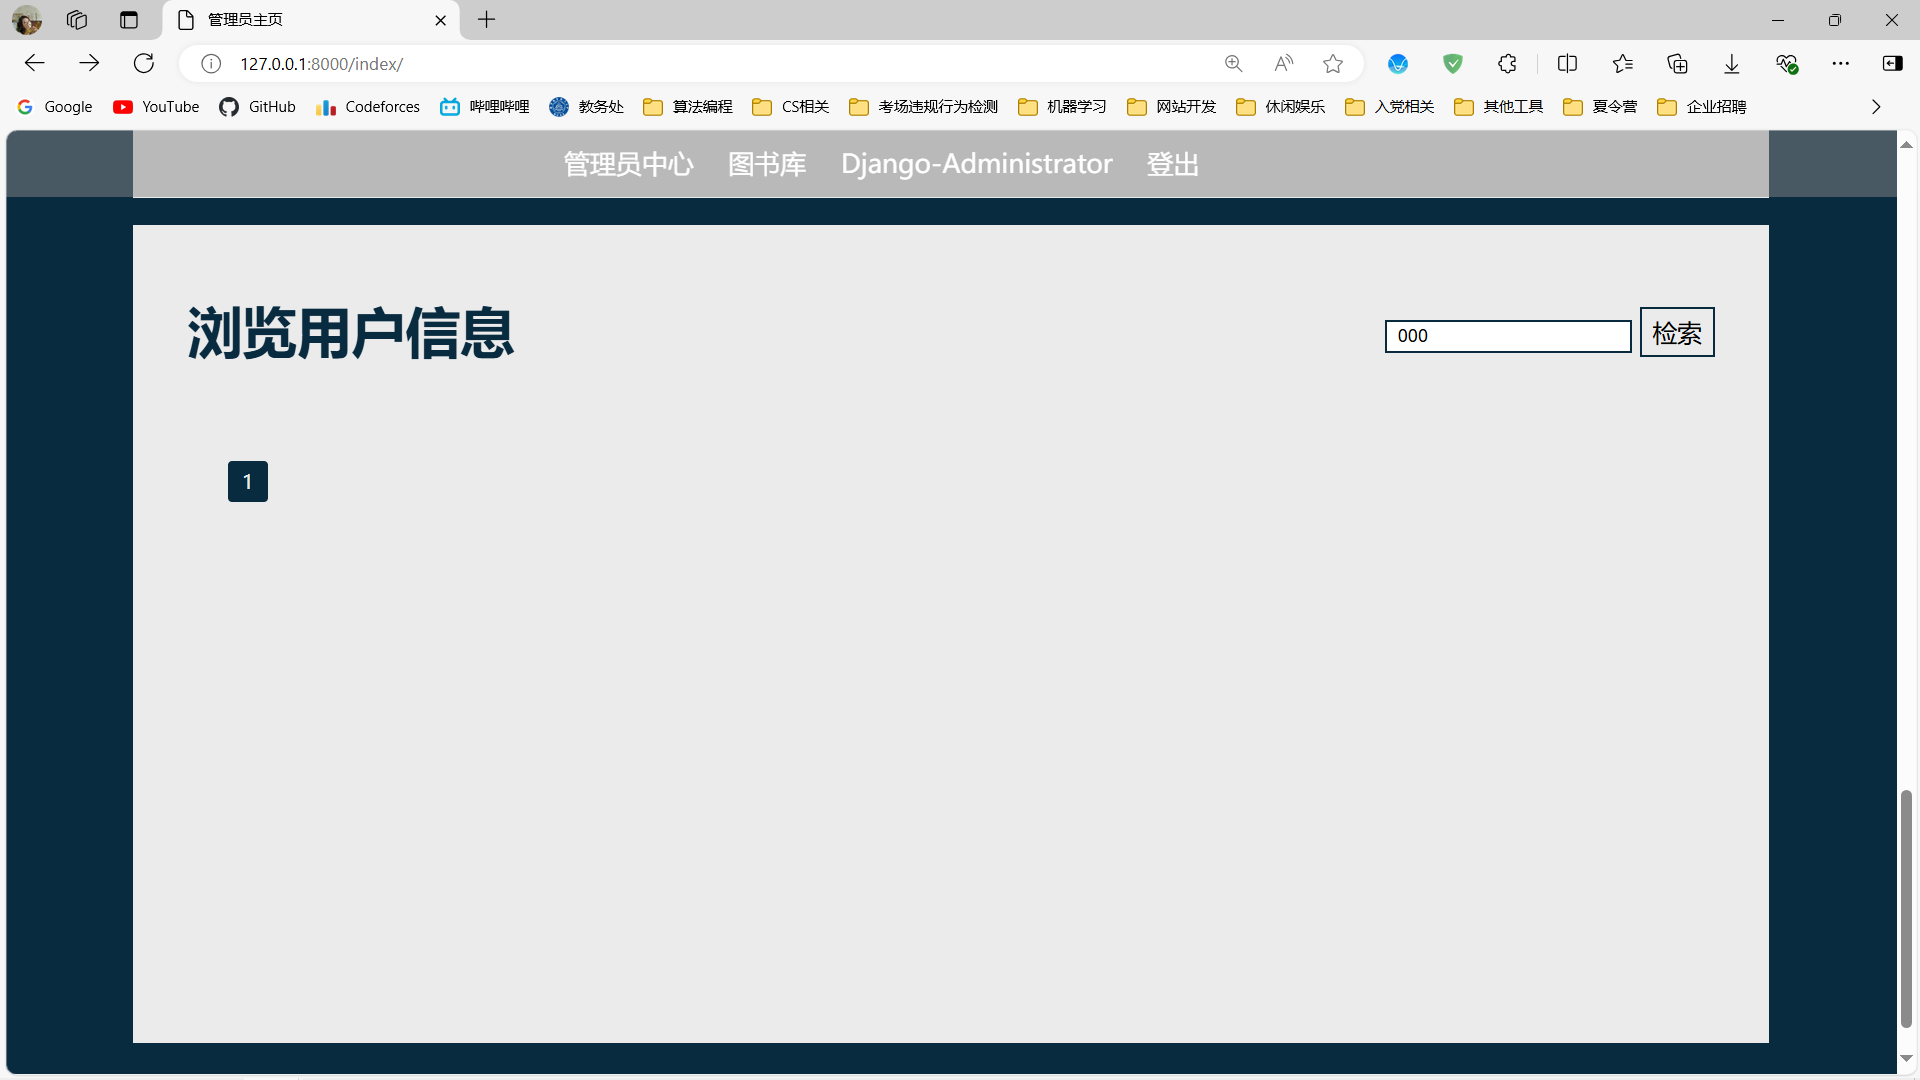 管理员主页
127.0.0.1:8000/index/
Google YouTube GitHub Codeforces 哔哩哔哩 教务处 算法编程 CS相关 考场违规行为检测 机器学习 网站开发 休闲娱乐 入党相关 其他工具 夏令营 企业招聘
管理员中心 图书库 Django-Administrator 登出
浏览用户信息
000 检索
1